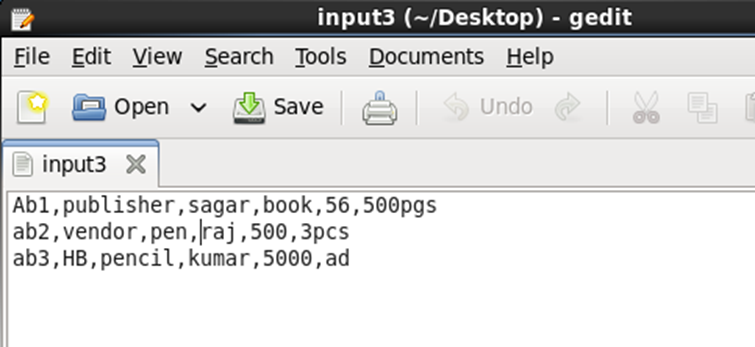 input3 (~/Desktop) - gedit
File Edit View Search Tools Documents Help
Open Save Undo
input3
Ab1,publisher,sagar,book,56,500pgs
ab2,vendor,pen,raj,500,3pcs
ab3,HB,pencil,kumar,5000,ad